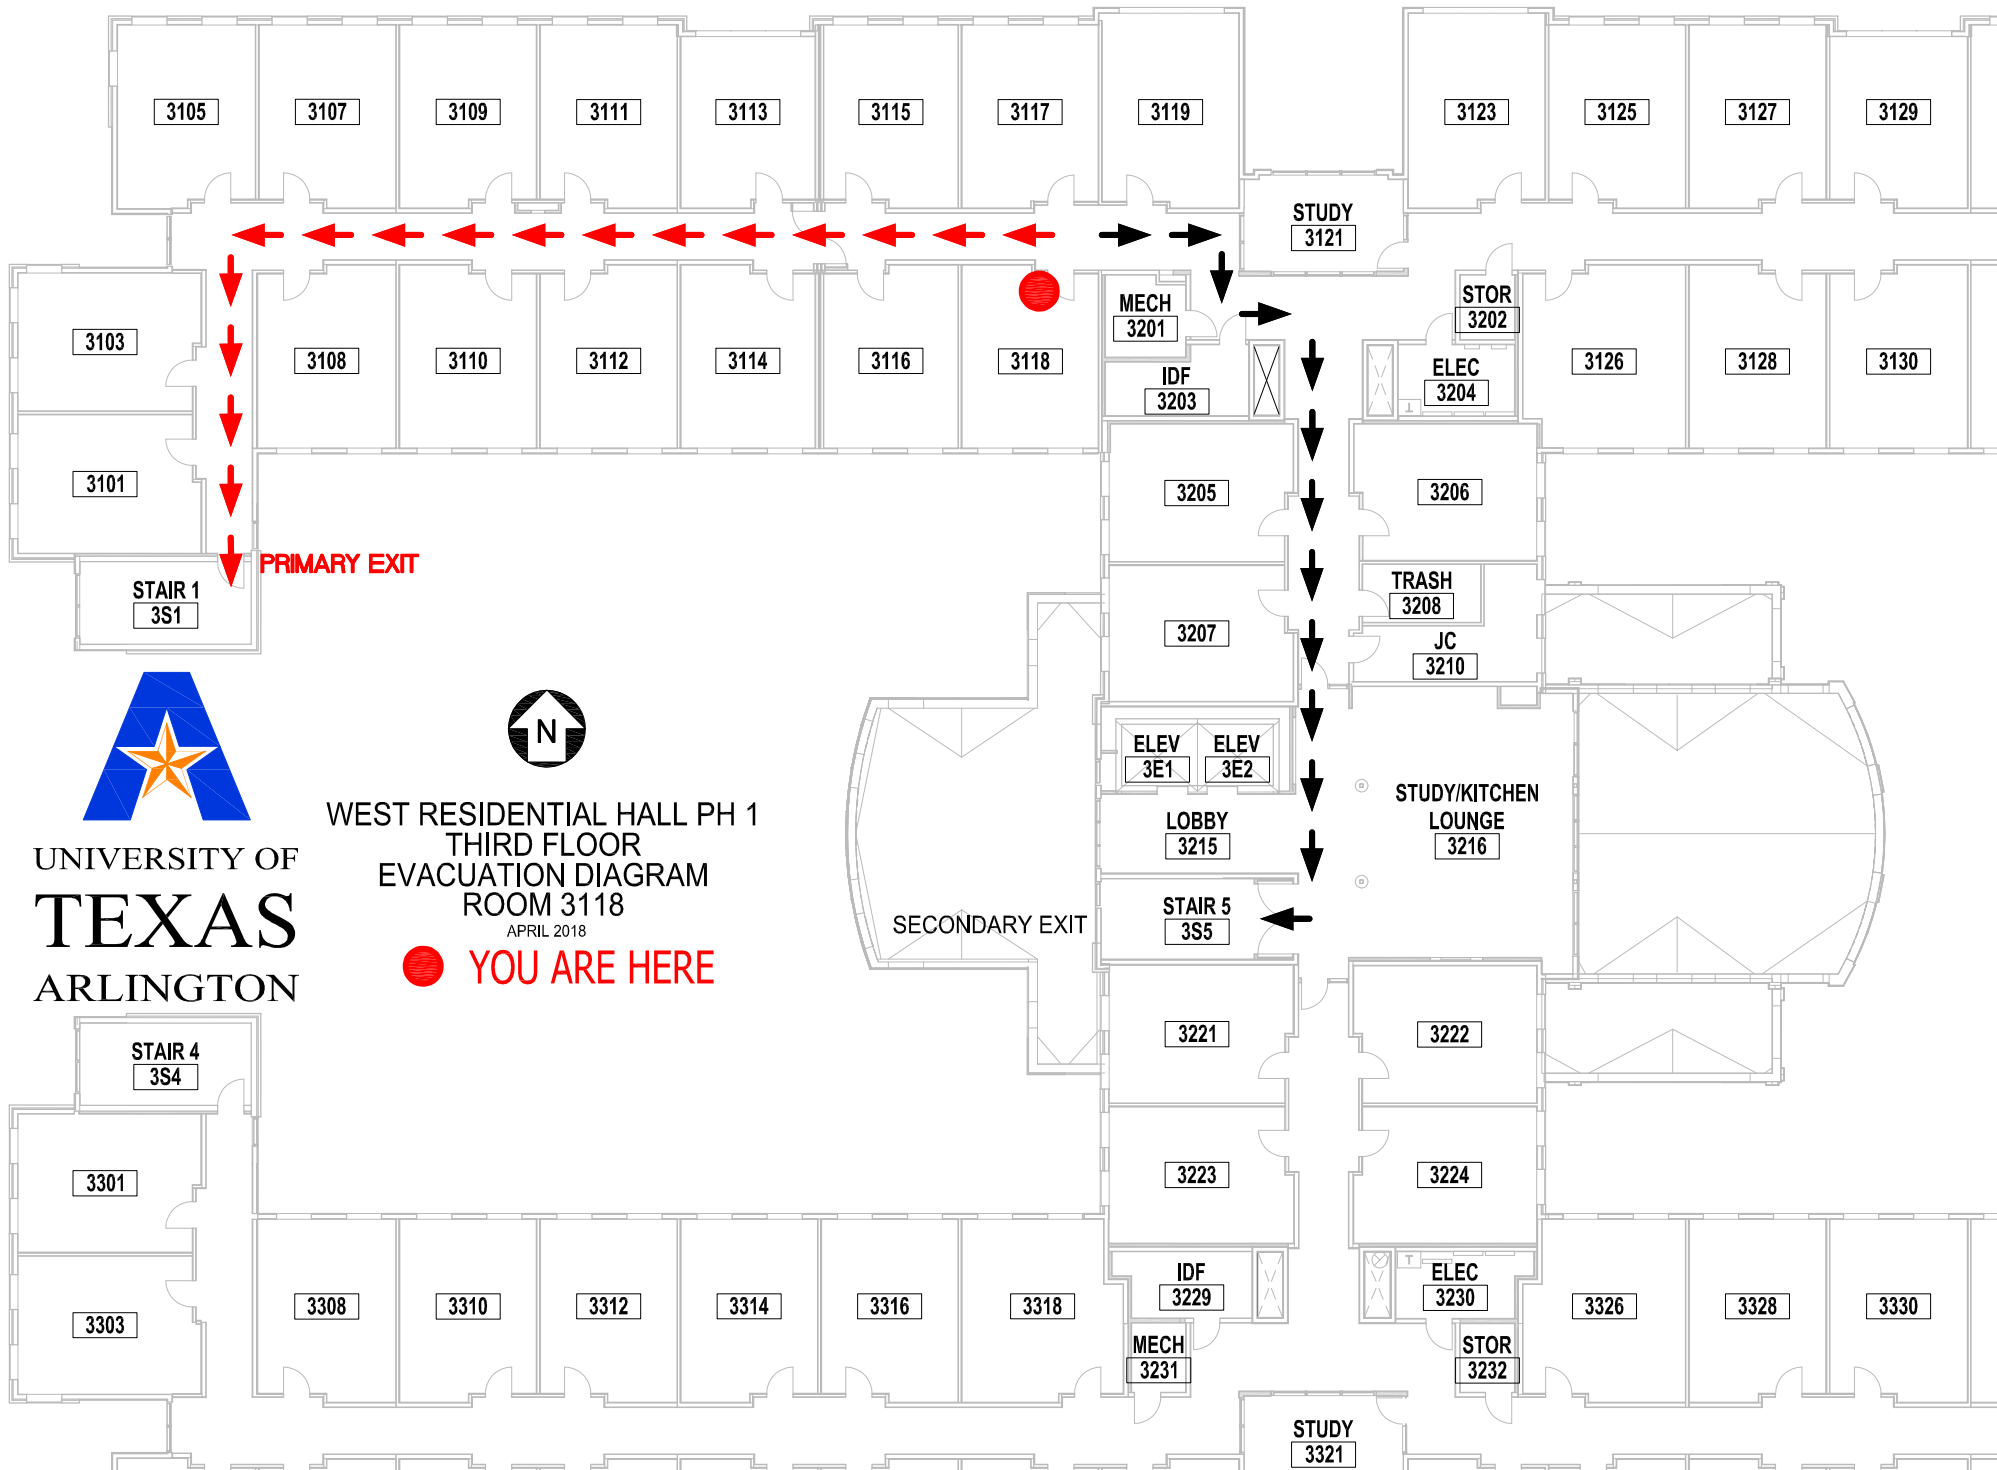 3105
3107
3109
3111
3113
3115
3117
3119
3123
3125
3127
3129
STUDY
3121
3103
3108
3110
3112
3114
3116
3118
MECH
3201
IDF
3203
STOR
3202
ELEC
3204
T
3126
3128
3130
3101
3205
3206
PRIMARY EXIT
STAIR 1
3S1
TRASH
3208
3207
JC
3210
N
ELEV
3E1
ELEV
3E2
LOBBY
3215
STUDY/KITCHEN
LOUNGE
3216
UNIVERSITY OF
TEXAS
ARLINGTON
WEST RESIDENTIAL HALL PH 1
THIRD FLOOR
EVACUATION DIAGRAM
ROOM 3118
APRIL 2018
YOU ARE HERE
SECONDARY EXIT
STAIR 5
3S5
STAIR 4
3S4
3221
3222
3301
3223
3224
3303
3308
3310
3312
3314
3316
3318
IDF
3229
T
ELEC
3230
3326
3328
3330
MECH
3231
STOR
3232
STUDY
3321